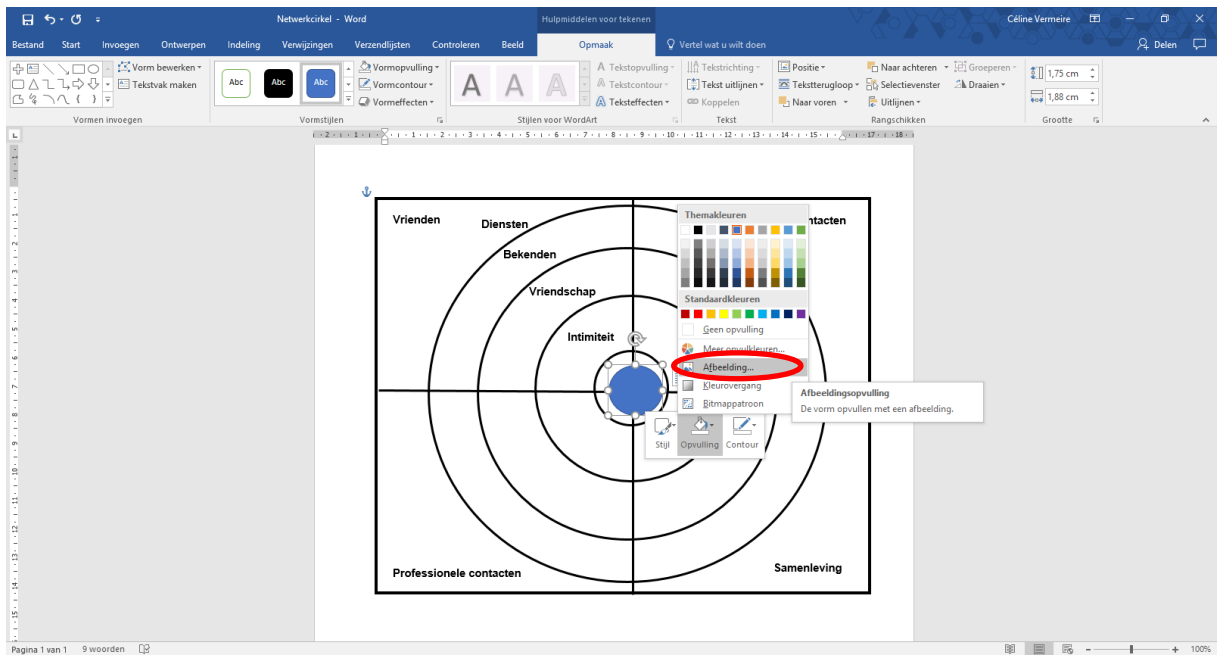 Netwerkcirkel - Word
Hulpmiddelen voor tekenen
Céline Vermeire
Bestand Start Invoegen Ontwerpen Indeling Verwijzingen Verzendlijsten Controleren Beeld Opmaak Vertel wat u wilt doen Delen
Vorm bewerken
Tekstvak maken
Vormen invoegen
Abc Abc Abc
Vormopvulling
Vormcontour
Vormeffecten
Vormstijlen
A A A
Tekstopvulling
Tekstcontour
Teksteffecten
Stijlen voor WordArt
Tekstrichting
Tekst uitlijnen
Koppelen
Tekst
Positie
Tekstterugloop
Naar voren
Naar achteren
Selectievenster
Uitlijnen
Groeperen
Draaien
Rangschikken
1,75 cm
1,88 cm
Grootte
Vrienden
Diensten
Bekenden
Vriendschap
Intimiteit
ntacten
Themakleuren
Standaardkleuren
Geen opvulling
Meer opvulkleuren...
Afbeelding...
Kleurovergang
Bitmappatroon
Afbeeldingsopvulling
De vorm opvullen met een afbeelding.
Stijl Opvulling Contour
Professionele contacten
Samenleving
Pagina 1 van 1 9 woorden
100%